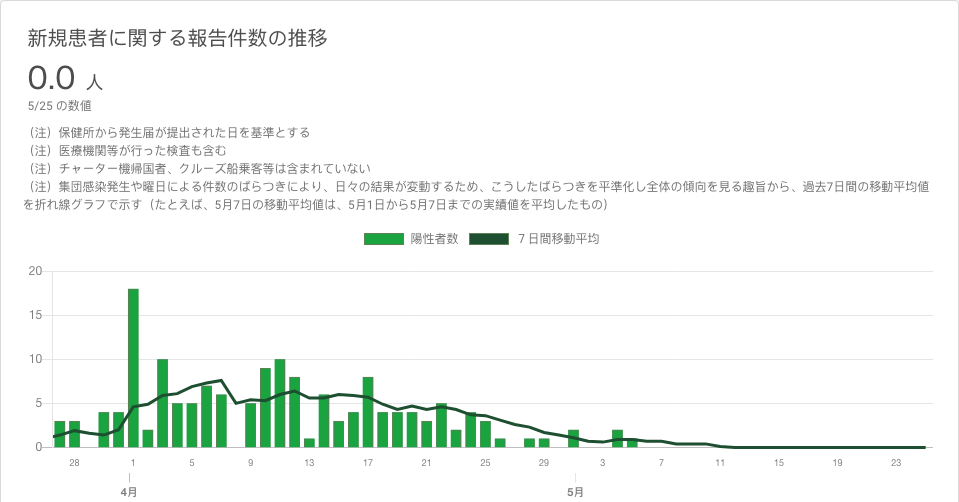 新規患者に関する報告件数の推移
0.0 人
5/25 の数値
（注）保健所から発生届が提出された日を基準とする
（注）医療機関等が行った検査も含む
（注）チャーター機帰国者、クルーズ船乗客等は含まれていない
（注）集団感染発生や曜日による件数のばらつきにより、日々の結果が変動するため、こうしたばらつきを平準化し全体の傾向を見る趣旨から、過去7日間の移動平均値
を折れ線グラフで示す（たとえば、5月7日の移動平均値は、5月1日から5月7日までの実績値を平均したもの）
陽性者数 7 日間移動平均
20
15
10
5
0
28 1 5 9 13 17 21 25 29 3 7 11 15 19 23
4月 5月